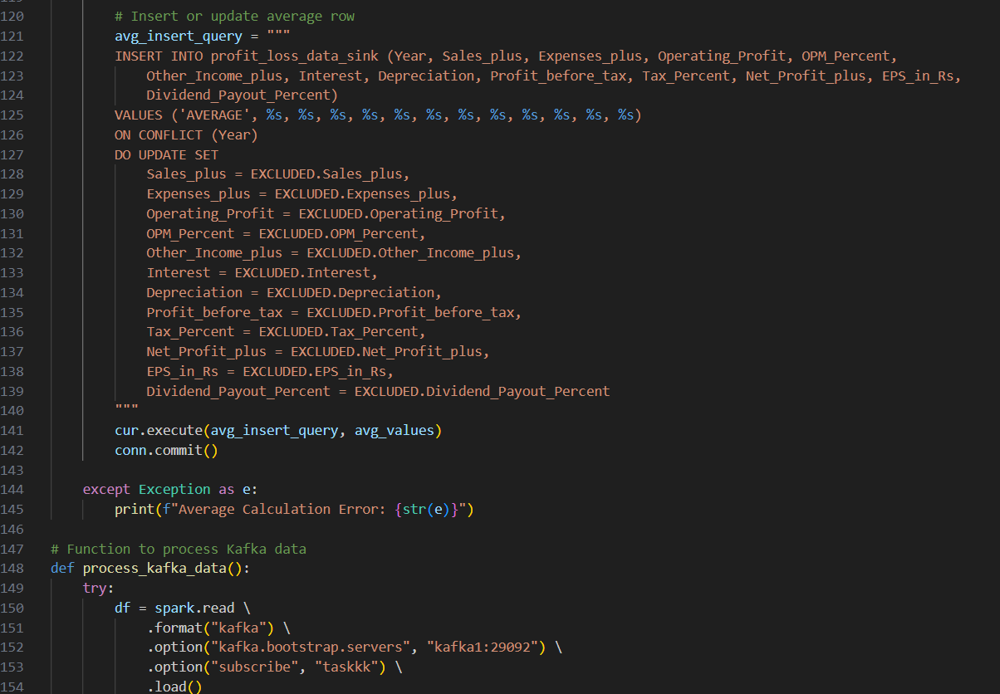 120 # Insert or update average row
121 avg_insert_query = """
122 INSERT INTO profit_loss_data_sink (Year, Sales_plus, Expenses_plus, Operating_Profit, OPM_Percent,
123 Other_Income_plus, Interest, Depreciation, Profit_before_tax, Tax_Percent, Net_Profit_plus, EPS_in_Rs,
124 Dividend_Payout_Percent)
125 VALUES ('AVERAGE', %s, %s, %s, %s, %s, %s, %s, %s, %s, %s, %s, %s)
126 ON CONFLICT (Year)
127 DO UPDATE SET
128 Sales_plus = EXCLUDED.Sales_plus,
129 Expenses_plus = EXCLUDED.Expenses_plus,
130 Operating_Profit = EXCLUDED.Operating_Profit,
131 OPM_Percent = EXCLUDED.OPM_Percent,
132 Other_Income_plus = EXCLUDED.Other_Income_plus,
133 Interest = EXCLUDED.Interest,
134 Depreciation = EXCLUDED.Depreciation,
135 Profit_before_tax = EXCLUDED.Profit_before_tax,
136 Tax_Percent = EXCLUDED.Tax_Percent,
137 Net_Profit_plus = EXCLUDED.Net_Profit_plus,
138 EPS_in_Rs = EXCLUDED.EPS_in_Rs,
139 Dividend_Payout_Percent = EXCLUDED.Dividend_Payout_Percent
140 """
141 cur.execute(avg_insert_query, avg_values)
142 conn.commit()
143
144 except Exception as e:
145 print(f"Average Calculation Error: {str(e)}")
146
147 # Function to process Kafka data
148 def process_kafka_data():
149 try:
150 df = spark.read \
151 .format("kafka") \
152 .option("kafka.bootstrap.servers", "kafka1:29092") \
153 .option("subscribe", "taskkk") \
154 .load()